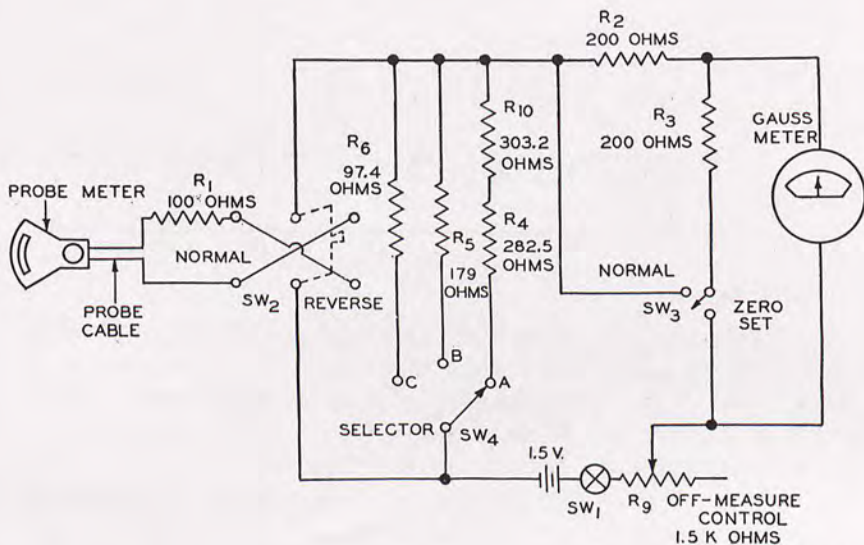 R2
200 OHMS
R10
303.2
OHMS
R3
200 OHMS
GAUSS
METER
R6
97.4
OHMS
PROBE METER
R1
100 OHMS
R4
282.5
OHMS
R5
179
OHMS
NORMAL
NORMAL
SW2
REVERSE
SW3
ZERO
SET
PROBE
CABLE
B
C
A
SELECTOR
SW4
1.5 V.
SW1
R9
OFF-MEASURE
CONTROL
1.5 K OHMS